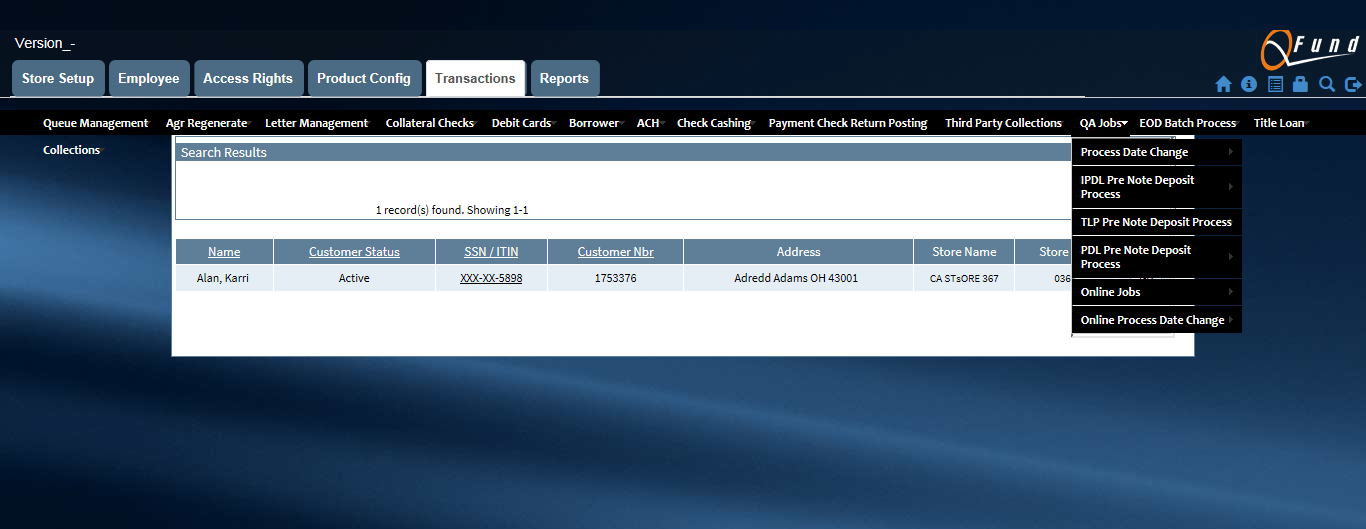 Version_-
QFund
Store Setup Employee Access Rights Product Config Transactions Reports
Queue Management Agr Regenerate Letter Management Collateral Checks Debit Cards Borrower ACH Check Cashing Payment Check Return Posting Third Party Collections QA Jobs EOD Batch Process Title Loan
Collections
Process Date Change
IPDL Pre Note Deposit
Process
TLP Pre Note Deposit Process
PDL Pre Note Deposit
Process
Online Jobs
Online Process Date Change
Search Results
1 record(s) found. Showing 1-1
Name Customer Status SSN / ITIN Customer Nbr Address Store Name Store
Alan, Karri Active XXX-XX-5898 1753376 Adredd Adams OH 43001 CA STsORE 367 036